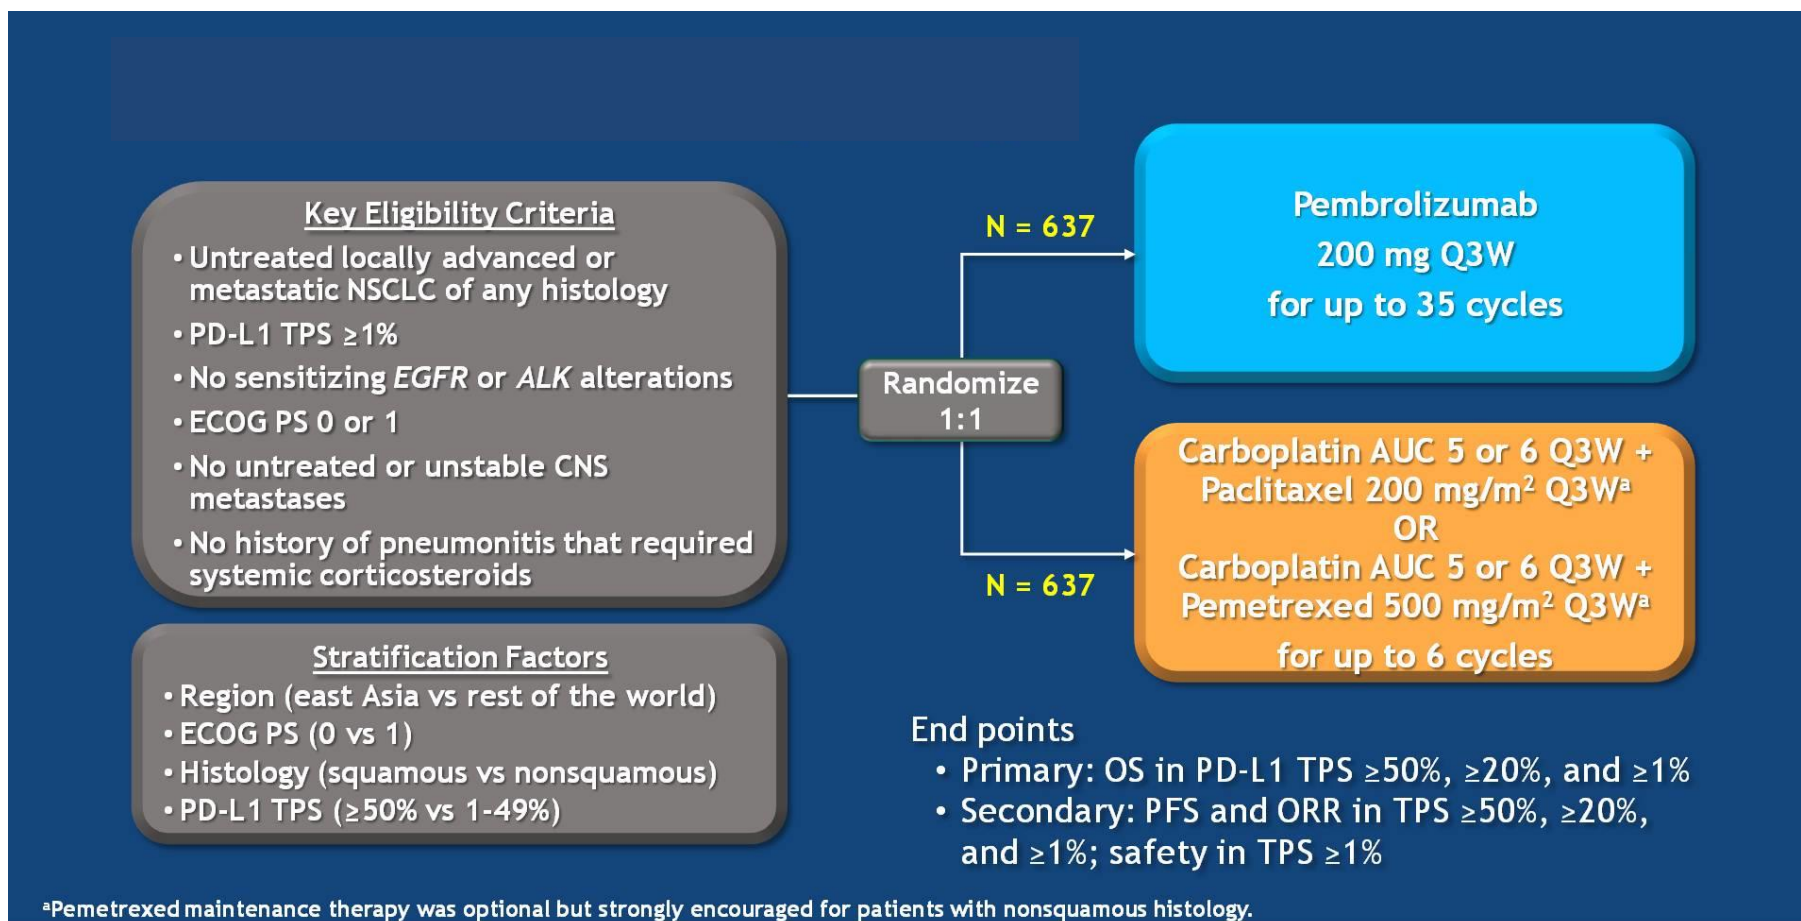 Key Eligibility Criteria
• Untreated locally advanced or
metastatic NSCLC of any histology
• PD-L1 TPS ≥1%
• No sensitizing EGFR or ALK alterations
• ECOG PS 0 or 1
• No untreated or unstable CNS
metastases
• No history of pneumonitis that required
systemic corticosteroids
Stratification Factors
• Region (east Asia vs rest of the world)
• ECOG PS (0 vs 1)
• Histology (squamous vs nonsquamous)
• PD-L1 TPS (≥50% vs 1-49%)
Randomize
1:1
N = 637
Pembrolizumab
200 mg Q3W
for up to 35 cycles
N = 637
Carboplatin AUC 5 or 6 Q3W +
Paclitaxel 200 mg/m² Q3Wᵃ
OR
Carboplatin AUC 5 or 6 Q3W +
Pemetrexed 500 mg/m² Q3Wᵃ
for up to 6 cycles
End points
• Primary: OS in PD-L1 TPS ≥50%, ≥20%, and ≥1%
• Secondary: PFS and ORR in TPS ≥50%, ≥20%,
and ≥1%; safety in TPS ≥1%
ᵃPemetrexed maintenance therapy was optional but strongly encouraged for patients with nonsquamous histology.